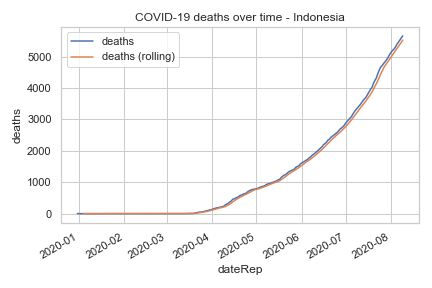 COVID-19 deaths over time - Indonesia
deaths
deaths (rolling)
deaths
5000
4000
3000
2000
1000
0
2020-01
2020-02
2020-03
2020-04
2020-05
2020-06
2020-07
2020-08
dateRep